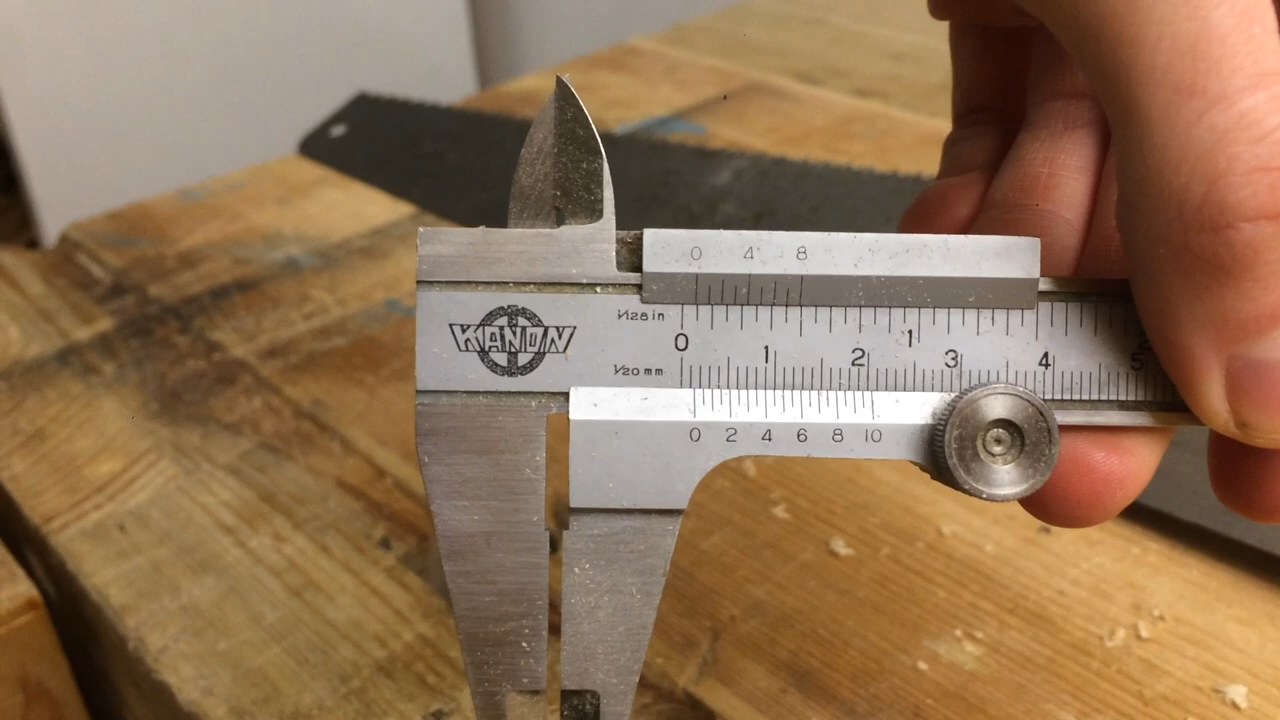 0 4 8
KANON
1/128 in
0 1
1 2 3 4 5
1/20 mm
0 2 4 6 8 10